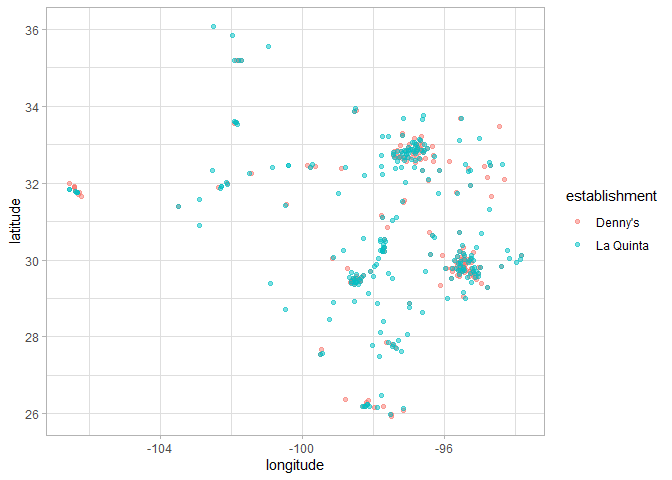 36
34
32
30
28
26
latitude
-104
-100
-96
longitude
establishment
Denny's
La Quinta